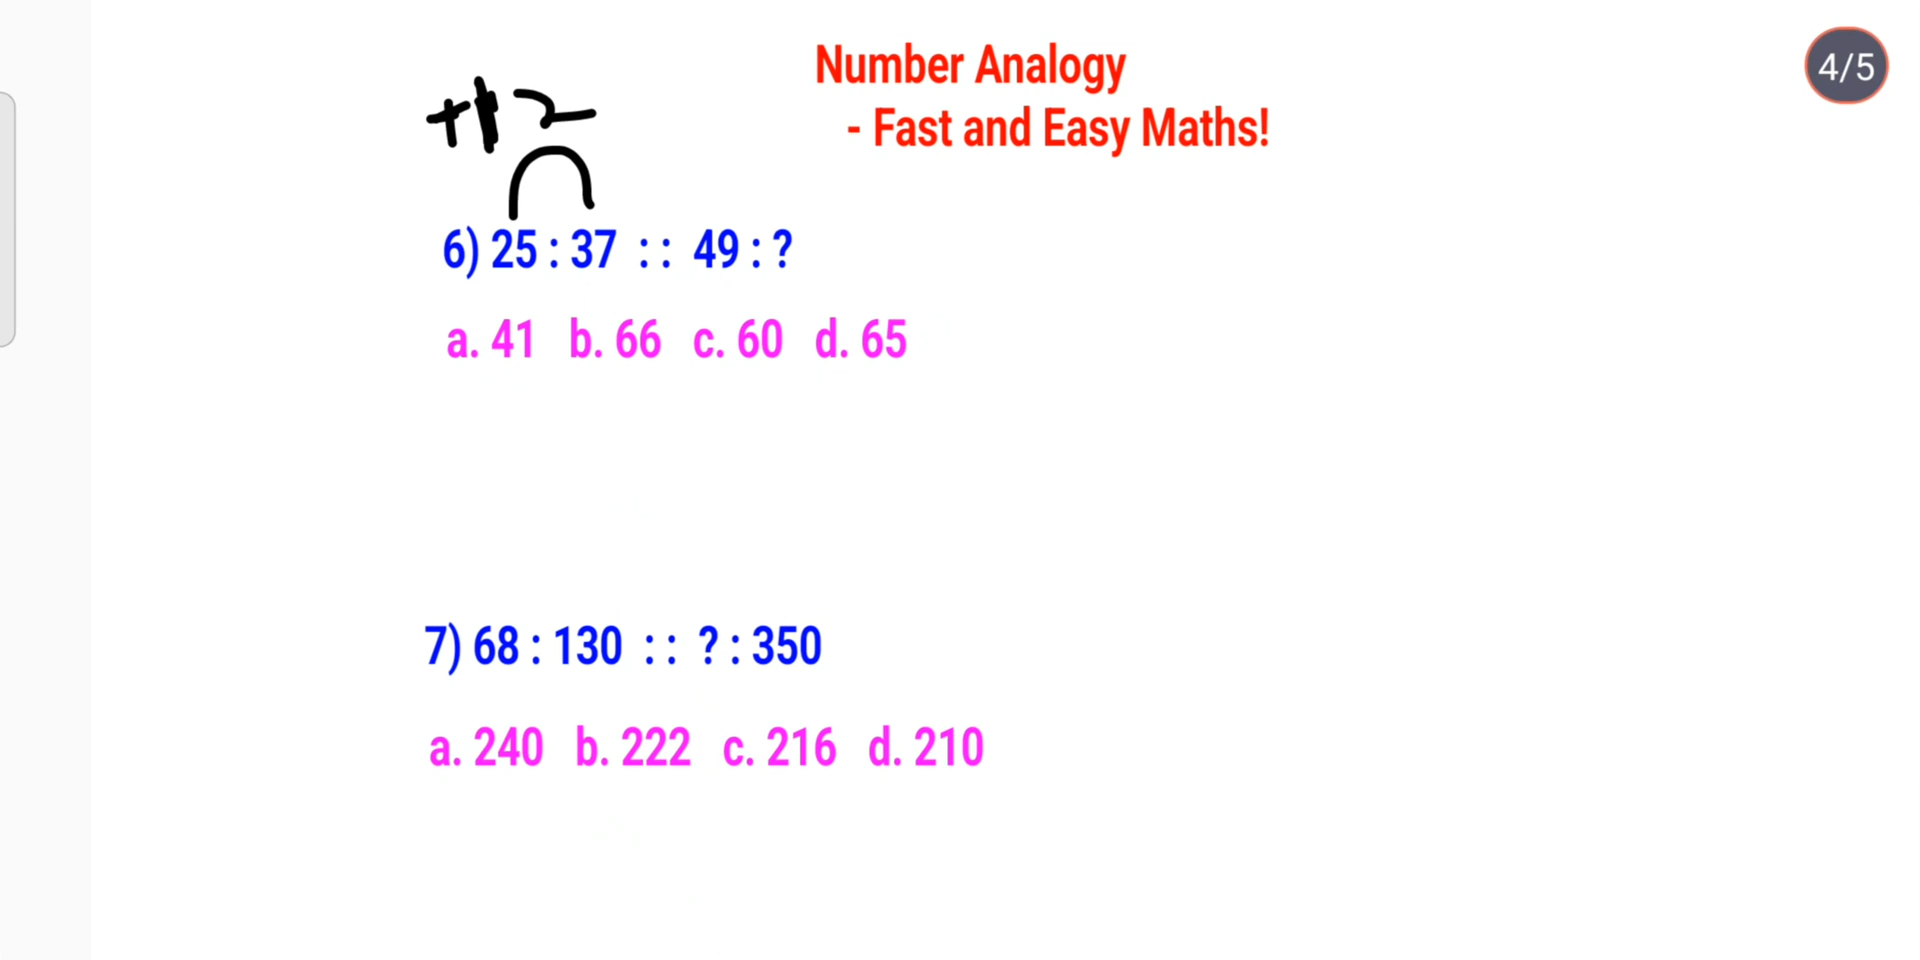 Number Analogy
- Fast and Easy Maths!
4/5
+12
6) 25 : 37 : : 49 : ?
a. 41 b. 66 c. 60 d. 65
7) 68 : 130 : : ? : 350
a. 240 b. 222 c. 216 d. 210